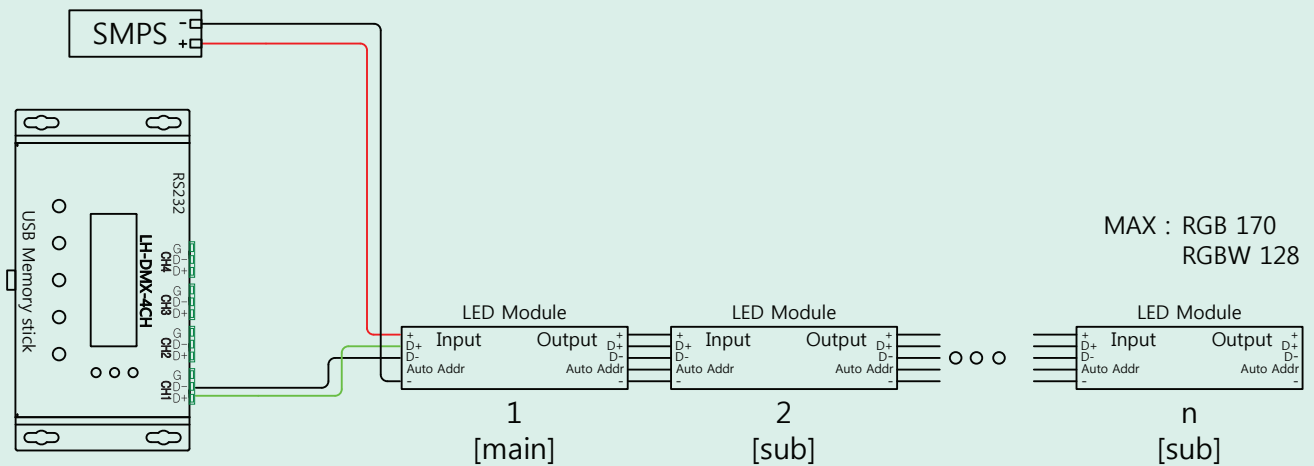 SMPS
-
+
RS232
USB Memory stick
LH-DMX-4CH
CH4
G
D-
D+
CH3
G
D-
D+
CH2
G
D-
D+
CH1
G
D-
D+
MAX : RGB 170
RGBW 128
LED Module
+
D+
D-
Auto Addr
-
Input
Output
+
D+
D-
Auto Addr
-
1
[main]
LED Module
+
D+
D-
Auto Addr
-
Input
Output
+
D+
D-
Auto Addr
-
2
[sub]
LED Module
+
D+
D-
Auto Addr
-
Input
Output
+
D+
D-
Auto Addr
-
n
[sub]